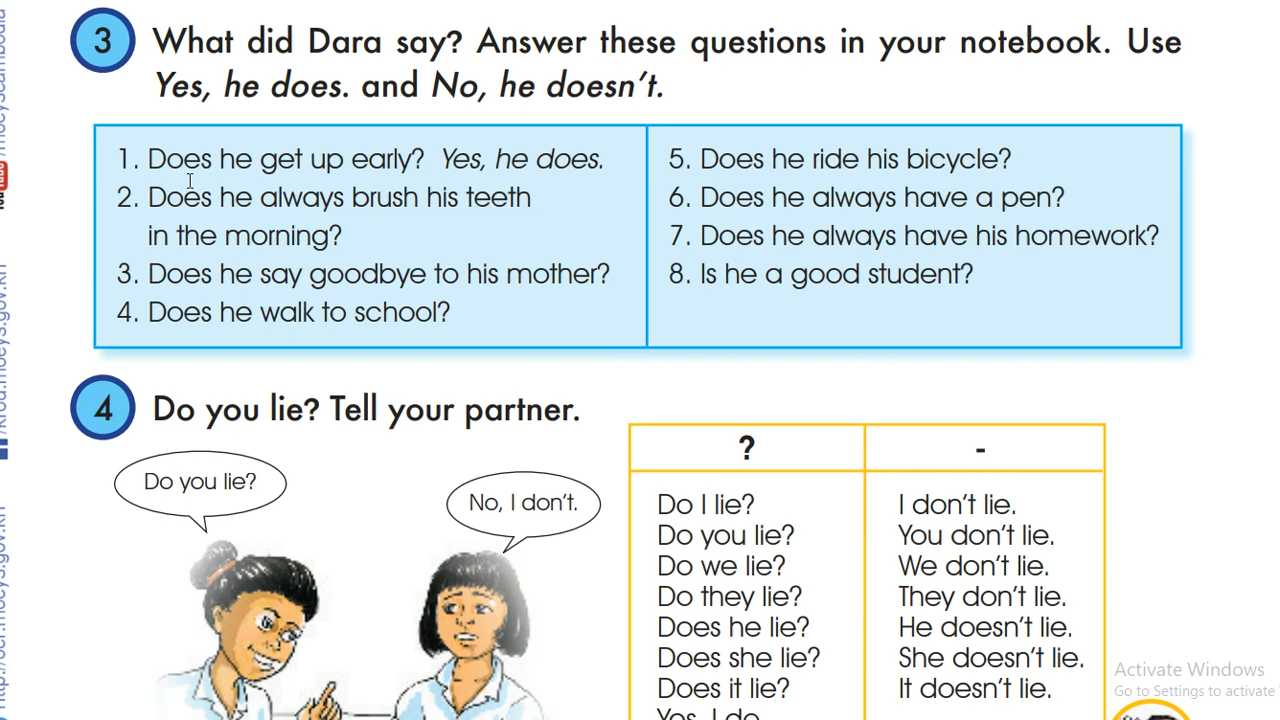 3 What did Dara say? Answer these questions in your notebook. Use
Yes, he does. and No, he doesn't.
1. Does he get up early? Yes, he does.
2. Does he always brush his teeth
in the morning?
3. Does he say goodbye to his mother?
4. Does he walk to school?
5. Does he ride his bicycle?
6. Does he always have a pen?
7. Does he always have his homework?
8. Is he a good student?
4 Do you lie? Tell your partner.
Do you lie?
No, I don't.
?
Do I lie?
Do you lie?
Do we lie?
Do they lie?
Does he lie?
Does she lie?
Does it lie?
Yes, I do.
-
I don't lie.
You don't lie.
We don't lie.
They don't lie.
He doesn't lie.
She doesn't lie.
It doesn't lie.
Activate Windows
Go to Settings to activate